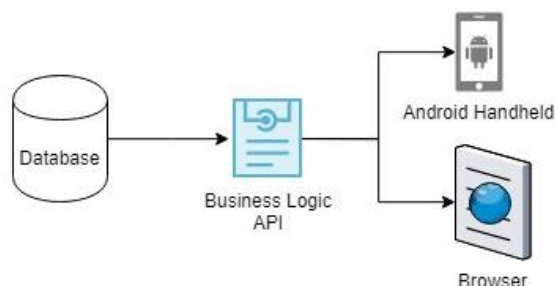 Android Handheld
Database
Business Logic
API
Browser